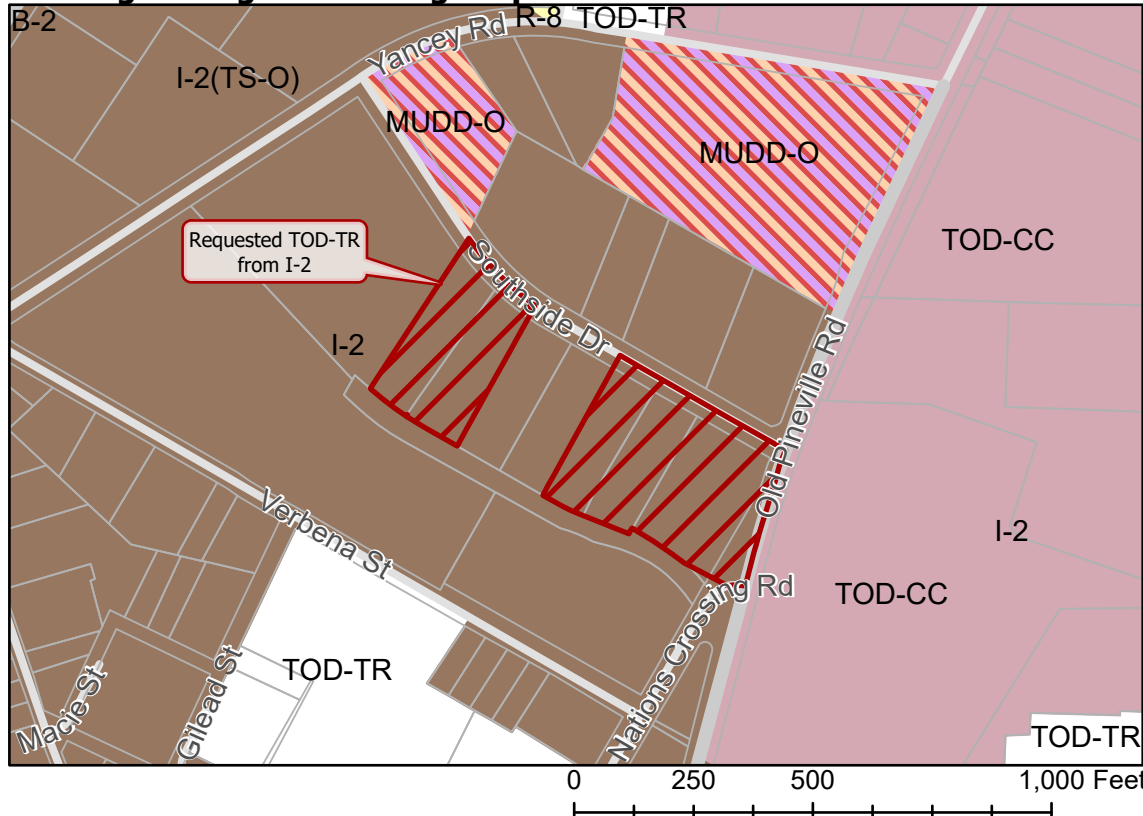 B-2
R-8
TOD-TR
Yancey Rd
I-2(TS-O)
MUDD-O
MUDD-O
Requested TOD-TR
from I-2
TOD-CC
Southside Dr
I-2
Old Pineville Rd
Verbena St
I-2
Nations Crossing Rd
TOD-CC
TOD-TR
Macie St
Gilead St
TOD-TR
0 250 500 1,000 Feet